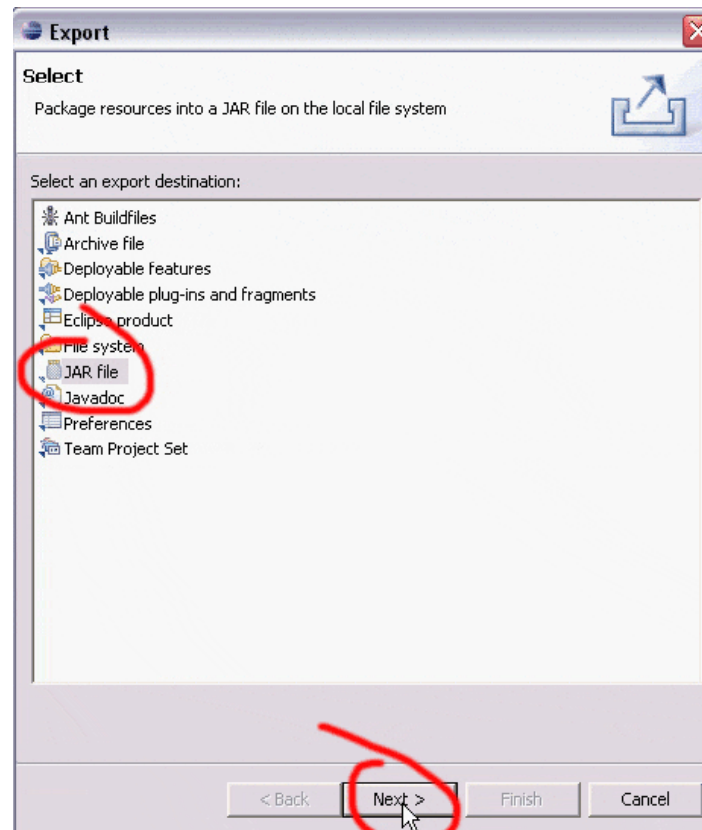 Export
Select
Package resources into a JAR file on the local file system
Select an export destination:
Ant Buildfiles
Archive file
Deployable features
Deployable plug-ins and fragments
Eclipse product
File system
JAR file
Javadoc
Preferences
Team Project Set
< Back Next > Finish Cancel